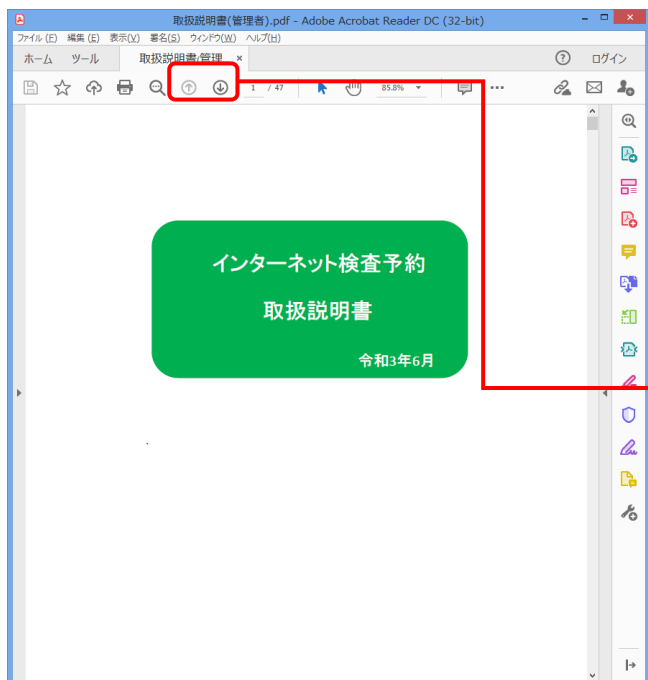 取扱説明書(管理者).pdf - Adobe Acrobat Reader DC (32-bit)
ファイル(F) 編集(E) 表示(V) 署名(S) ウィンドウ(W) ヘルプ(H)
ホーム ツール 取扱説明書(管理... × ログイン
1 / 47 85.8%
インターネット検査予約
取扱説明書
令和3年6月